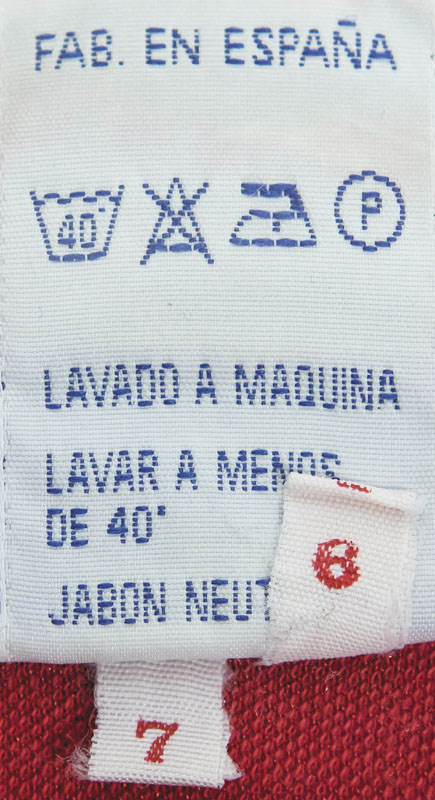 FAB. EN ESPAÑA
40°
P
LAVADO A MAQUINA
LAVAR A MENOS
DE 40°
JABON
6
7